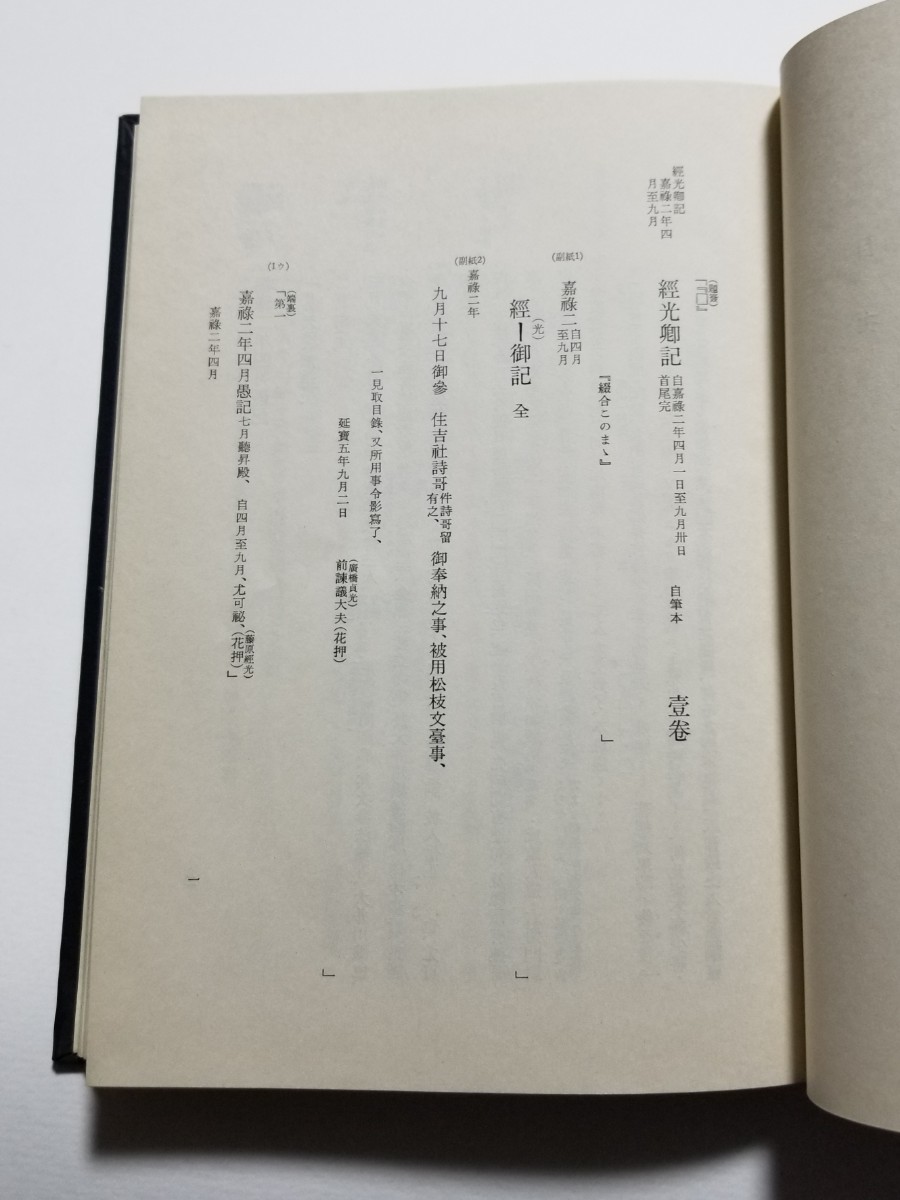 經光卿記
嘉祿二年四
月至九月
(題簽)
「『□』
經光卿記 自嘉祿二年四月一日至九月卅日 首尾完 自筆本 壹卷
『綴合このまゝ』
」
(副紙1)
嘉祿二 自四月 至九月
(光)
經ー御記 全
」
(副紙2)
嘉祿二年
九月十七日御參 住吉社詩哥 件詩哥留 有之、 御奉納之事、被用松枝文臺事、
一見取目錄、又所用事令影寫了、
延寶五年九月二日
(廣橋貞光)
前諫議大夫(花押)
」
(1ウ)
(端裏)
「第一
嘉祿二年四月愚記 七月聽昇殿、 自四月至九月、尤可祕、(花押)」
(藤原經光)
嘉祿二年四月
一